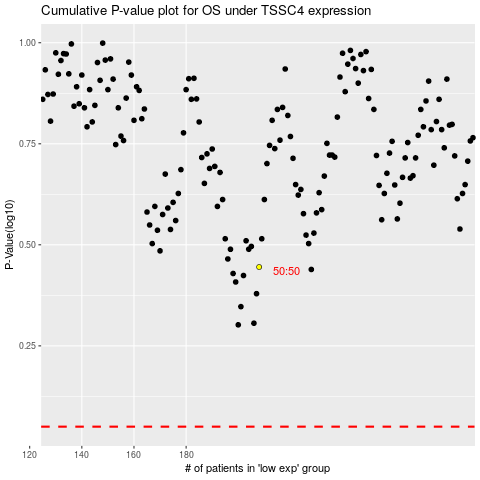 Cumulative P-value plot for OS under TSSC4 expression
1.00
0.75
0.50
0.25
P-Value(log10)
50:50
120 140 160 180
# of patients in 'low exp' group